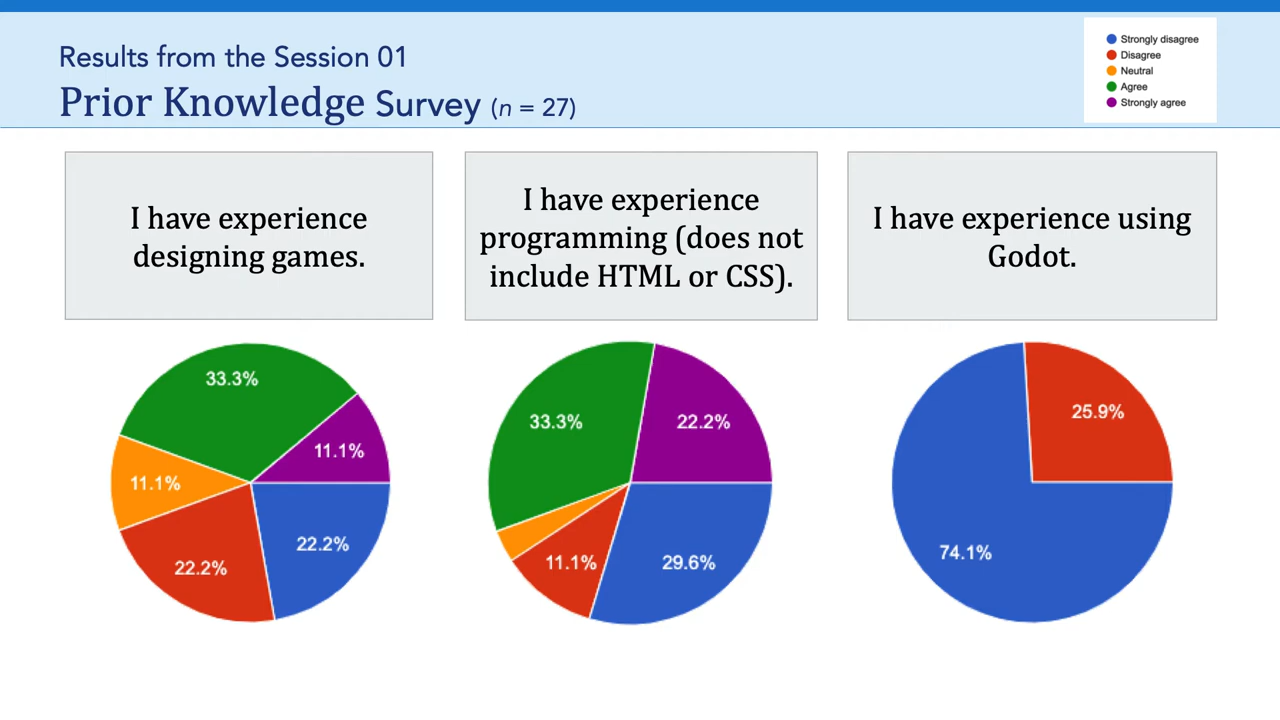 Results from the Session 01
Prior Knowledge Survey (n = 27)
Strongly disagree
Disagree
Neutral
Agree
Strongly agree
I have experience
designing games.
I have experience
programming (does not
include HTML or CSS).
I have experience using
Godot.
33.3%
11.1%
11.1%
22.2%
22.2%
33.3%
22.2%
11.1%
29.6%
25.9%
74.1%